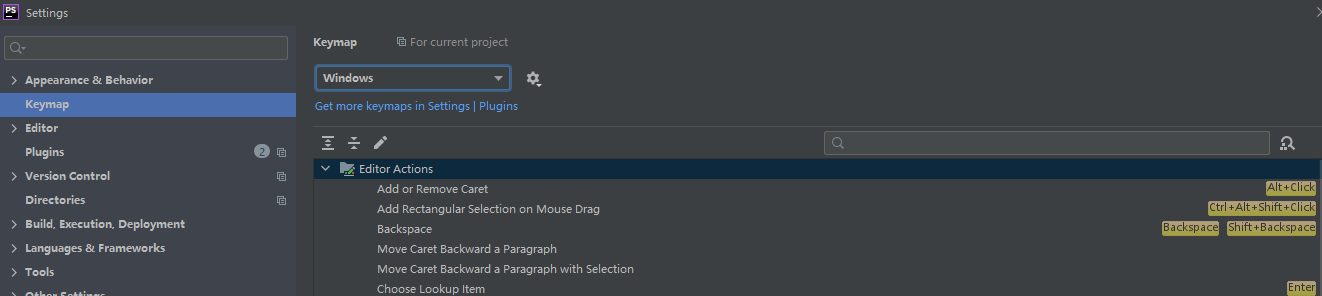 PS Settings
Keymap For current project
Appearance & Behavior
Keymap
Editor
Plugins 2
Version Control
Directories
Build, Execution, Deployment
Languages & Frameworks
Tools
Other Settings
Windows
Get more keymaps in Settings | Plugins
Editor Actions
Add or Remove Caret Alt+Click
Add Rectangular Selection on Mouse Drag Ctrl+Alt+Shift+Click
Backspace Backspace Shift+Backspace
Move Caret Backward a Paragraph
Move Caret Backward a Paragraph with Selection
Choose Lookup Item Enter